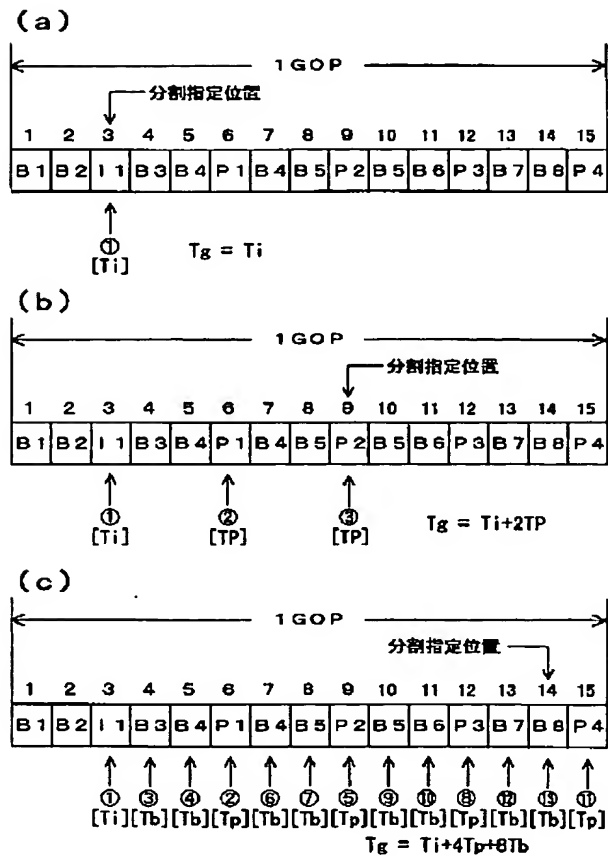 (a)
1GOP
分割指定位置
1 2 3 4 5 6 7 8 9 10 11 12 13 14 15
B1 B2 I1 B3 B4 P1 B4 B5 P2 B5 B6 P3 B7 B8 P4
①
[Ti]
Tg = Ti
(b)
1GOP
分割指定位置
1 2 3 4 5 6 7 8 9 10 11 12 13 14 15
B1 B2 I1 B3 B4 P1 B4 B5 P2 B5 B6 P3 B7 B8 P4
① ② ③
[Ti] [TP] [TP]
Tg = Ti+2TP
(c)
1GOP
分割指定位置
1 2 3 4 5 6 7 8 9 10 11 12 13 14 15
B1 B2 I1 B3 B4 P1 B4 B5 P2 B5 B6 P3 B7 B8 P4
① ③ ④ ② ⑥ ⑦ ⑤ ⑨ ⑩ ⑧ ⑫ ⑬ ⑪
[Ti] [Tb] [Tb] [Tp] [Tb] [Tb] [Tp] [Tb] [Tb] [Tp] [Tb] [Tb] [Tp]
Tg = Ti+4Tp+8Tb